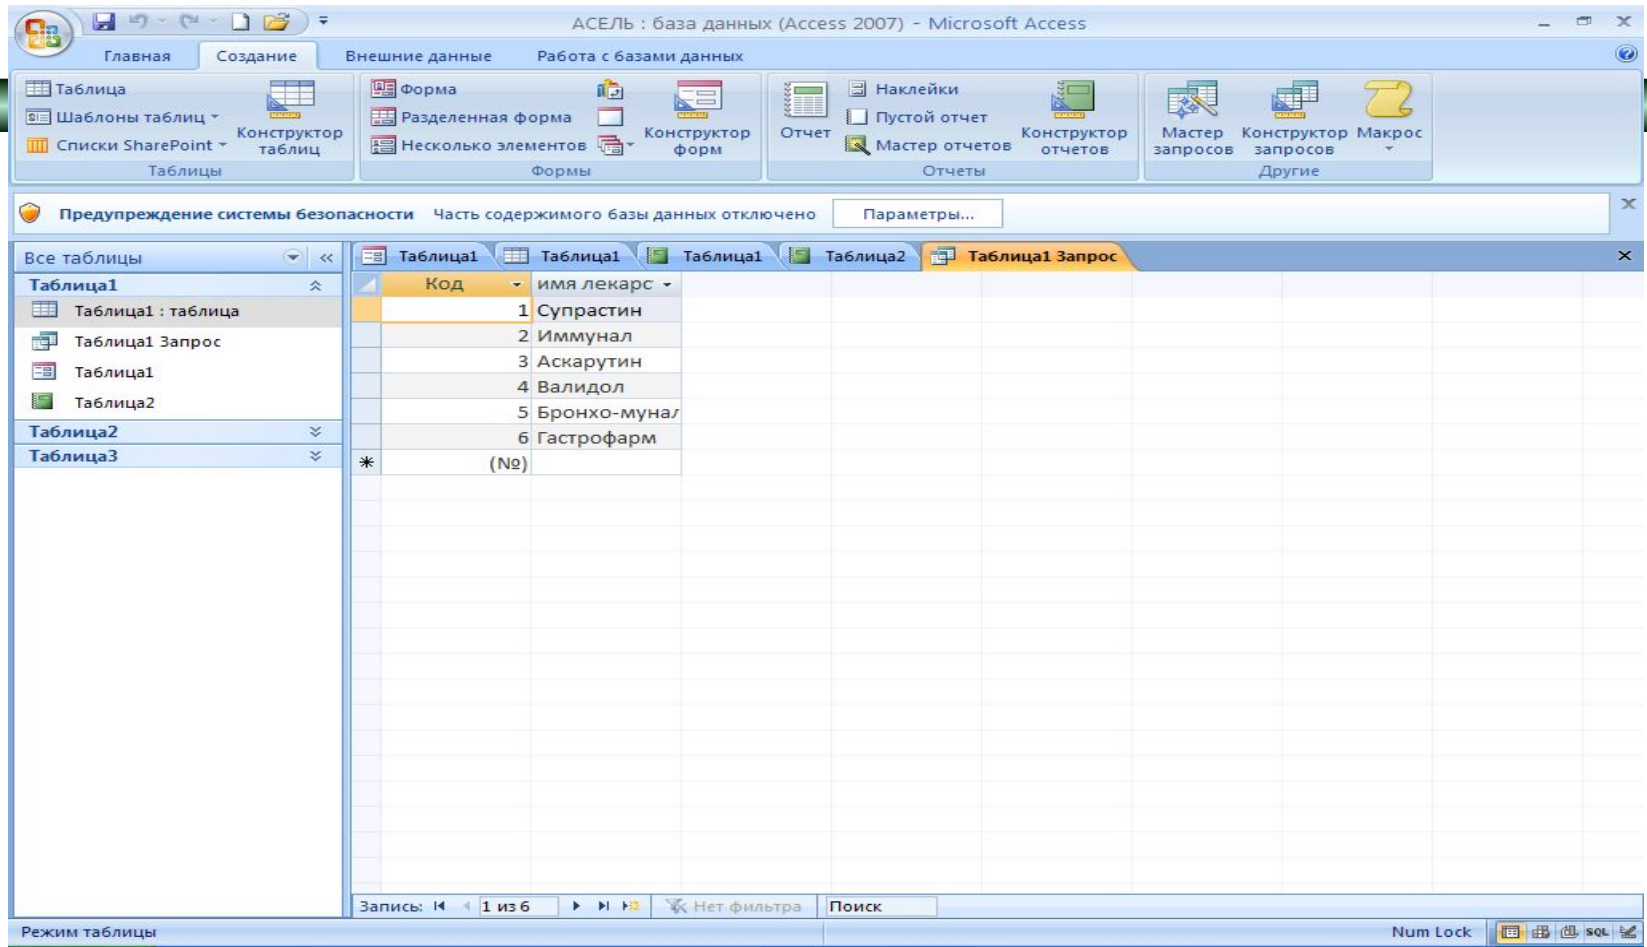 АСЕЛЬ : база данных (Access 2007) - Microsoft Access
Главная Создание Внешние данные Работа с базами данных
Таблица
Шаблоны таблиц
Списки SharePoint
Конструктор
таблиц
Таблицы
Форма
Разделенная форма
Несколько элементов
Конструктор
форм
Формы
Отчет
Наклейки
Пустой отчет
Мастер отчетов
Конструктор
отчетов
Отчеты
Мастер
запросов
Конструктор
запросов
Макрос
Другие
Предупреждение системы безопасности Часть содержимого базы данных отключено Параметры...
Все таблицы
Таблица1
Таблица1 : таблица
Таблица1 Запрос
Таблица1
Таблица2
Таблица2
Таблица3
Таблица1 Таблица1 Таблица1 Таблица2 Таблица1 Запрос
Код имя лекарс
1 Супрастин
2 Иммунал
3 Аскарутин
4 Валидол
5 Бронхо-мунал
6 Гастрофарм
(№)
Запись: 1 из 6 Нет фильтра Поиск
Режим таблицы Num Lock SQL